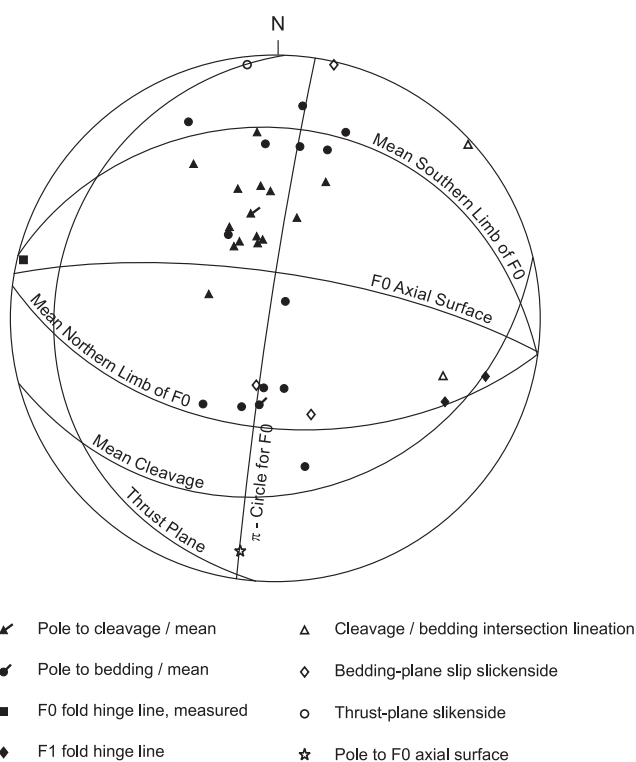 N
Mean Southern Limb of F0
F0 Axial Surface
Mean Northern Limb of F0
Mean Cleavage
Thrust Plane
π - Circle for F0
Pole to cleavage / mean
Pole to bedding / mean
F0 fold hinge line, measured
F1 fold hinge line
Cleavage / bedding intersection lineation
Bedding-plane slip slickenside
Thrust-plane slikenside
Pole to F0 axial surface